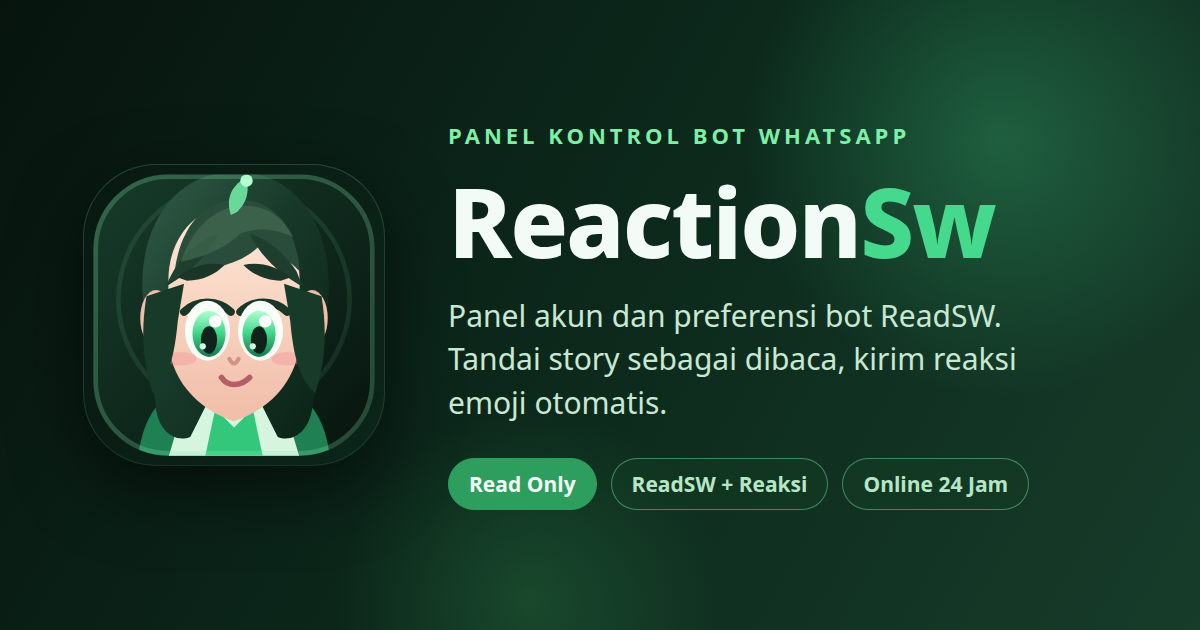 PANEL KONTROL BOT WHATSAPP
ReactionSw
Panel akun dan preferensi bot ReadSW.
Tandai story sebagai dibaca, kirim reaksi
emoji otomatis.
Read Only
ReadSW + Reaksi
Online 24 Jam